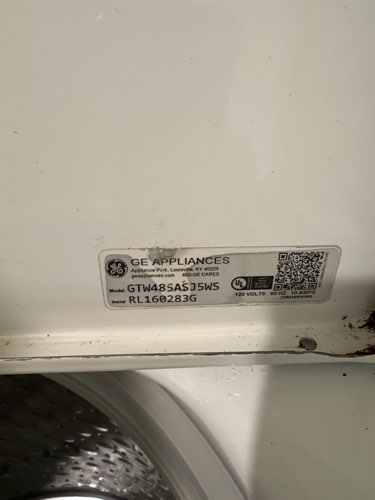 GE APPLIANCES
Appliance Park, Louisville, KY 40225
geappliances.com 800-GE CARES
Model GTW485ASJ5WS
Serial RL160283G
120 VOLTS 60 HZ 10 AMPS